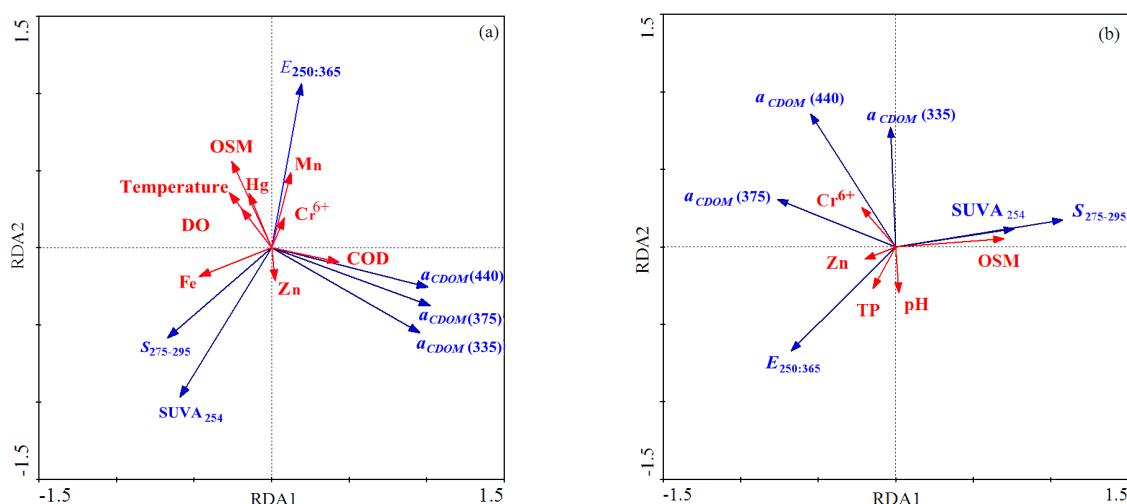 (a)
1.5
E250:365
OSM
Mn
Hg
Temperature
Cr6+
DO
RDA2
COD
Fe
Zn
aCDOM(440)
aCDOM(375)
S275-295
aCDOM(335)
SUVA254
-1.5
-1.5
RDA1
1.5
(b)
1.5
aCDOM(440)
aCDOM(335)
aCDOM(375)
Cr6+
SUVA254
S275-295
RDA2
OSM
Zn
TP
pH
E250:365
-1.5
-1.5
RDA1
1.5